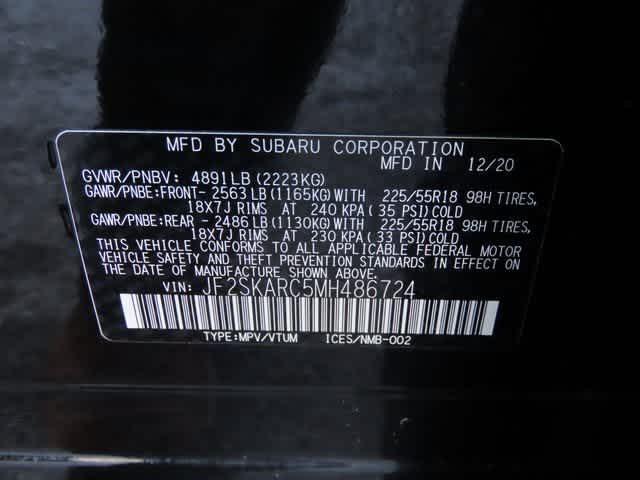 MFD BY SUBARU CORPORATION
MFD IN 12/20
GVWR/PNBV: 4891LB (2223KG)
GAWR/PNBE:FRONT- 2563 LB (1165KG)WITH 225/55R18 98H TIRES,
18X7J RIMS AT 240 KPA ( 35 PSI)COLD
GAWR/PNBE:REAR - 2486 LB (1130KG)WITH 225/55R18 98H TIRES,
18X7J RIMS AT 230 KPA ( 33 PSI)COLD
THIS VEHICLE CONFORMS TO ALL APPLICABLE FEDERAL MOTOR
VEHICLE SAFETY AND THEFT PREVENTION STANDARDS IN EFFECT ON
THE DATE OF MANUFACTURE SHOWN ABOVE.
VIN: JF2SKARC5MH486724
TYPE:MPV/VTUM ICES/NMB-002